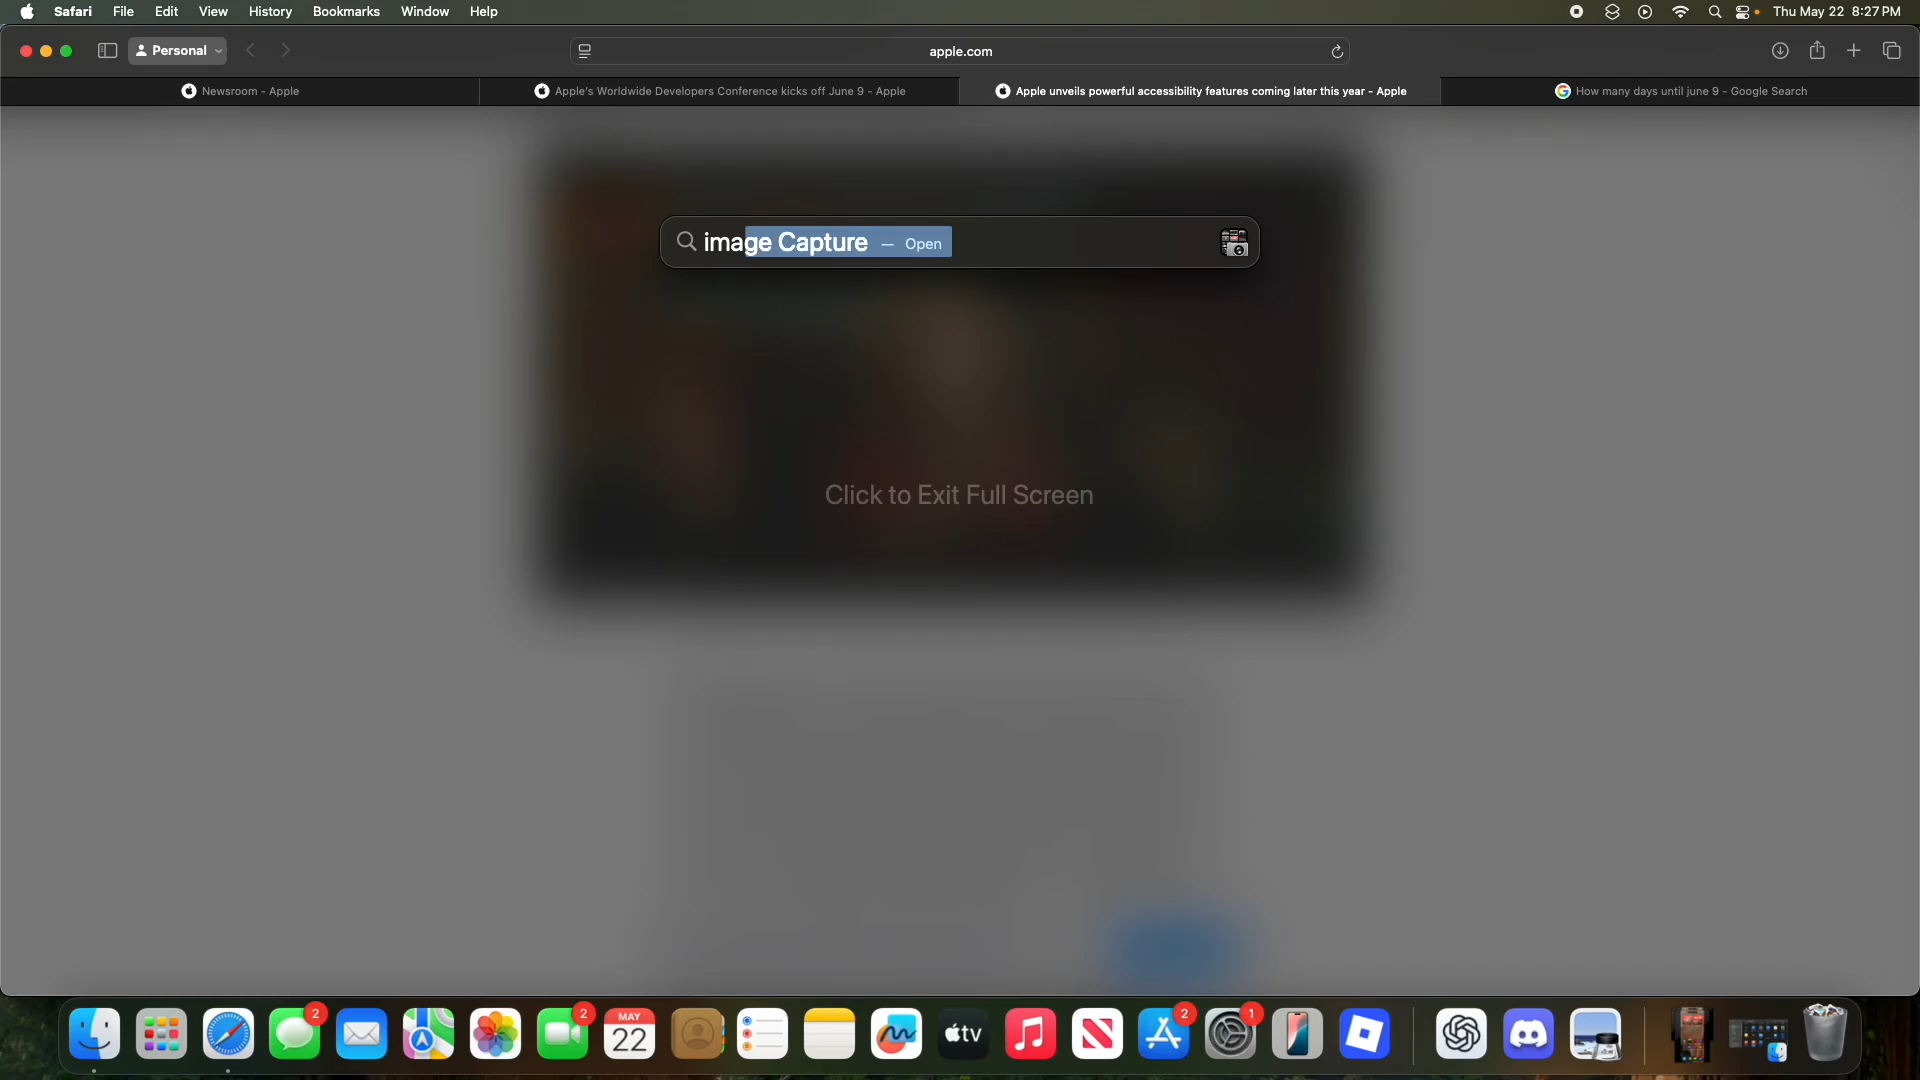 Safari File Edit View History Bookmarks Window Help Thu May 22 8:27 PM
Personal apple.com
Newsroom - Apple
Apple's Worldwide Developers Conference kicks off June 9 - Apple
Apple unveils powerful accessibility features coming later this year - Apple
How many days until june 9 - Google Search
image Capture — Open
Click to Exit Full Screen
2
2
MAY
22
tv
2
1